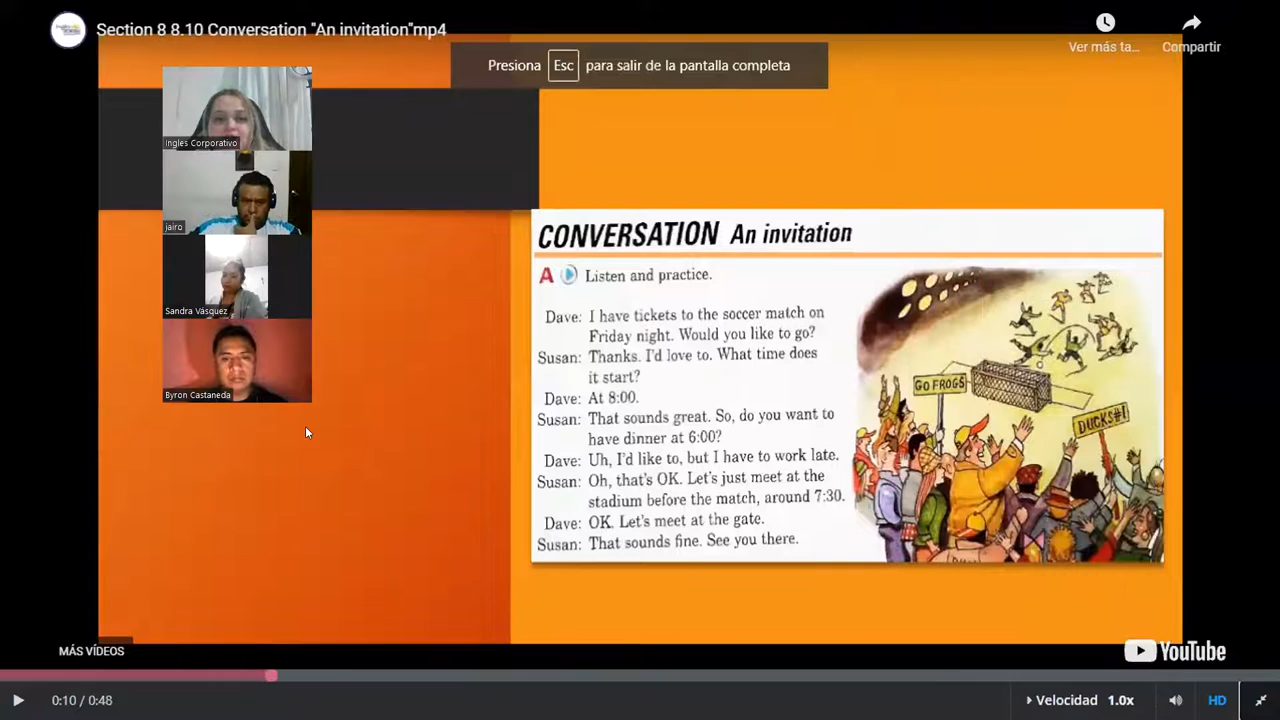 Section 8 8.10 Conversation "An invitation"mp4
Ver más ta...
Compartir
Presiona Esc para salir de la pantalla completa
Ingles Corporativo
jairo
Sandra Vásquez
Byron Castaneda
CONVERSATION An invitation
A Listen and practice.
Dave: I have tickets to the soccer match on
Friday night. Would you like to go?
Susan: Thanks. I'd love to. What time does
it start?
Dave: At 8:00.
Susan: That sounds great. So, do you want to
have dinner at 6:00?
Dave: Uh, I'd like to, but I have to work late.
Susan: Oh, that's OK. Let's just meet at the
stadium before the match, around 7:30.
Dave: OK. Let's meet at the gate.
Susan: That sounds fine. See you there.
GO FROGS
DUCKS#1
MÁS VÍDEOS
YouTube
0:10 / 0:48
Velocidad 1.0x
HD